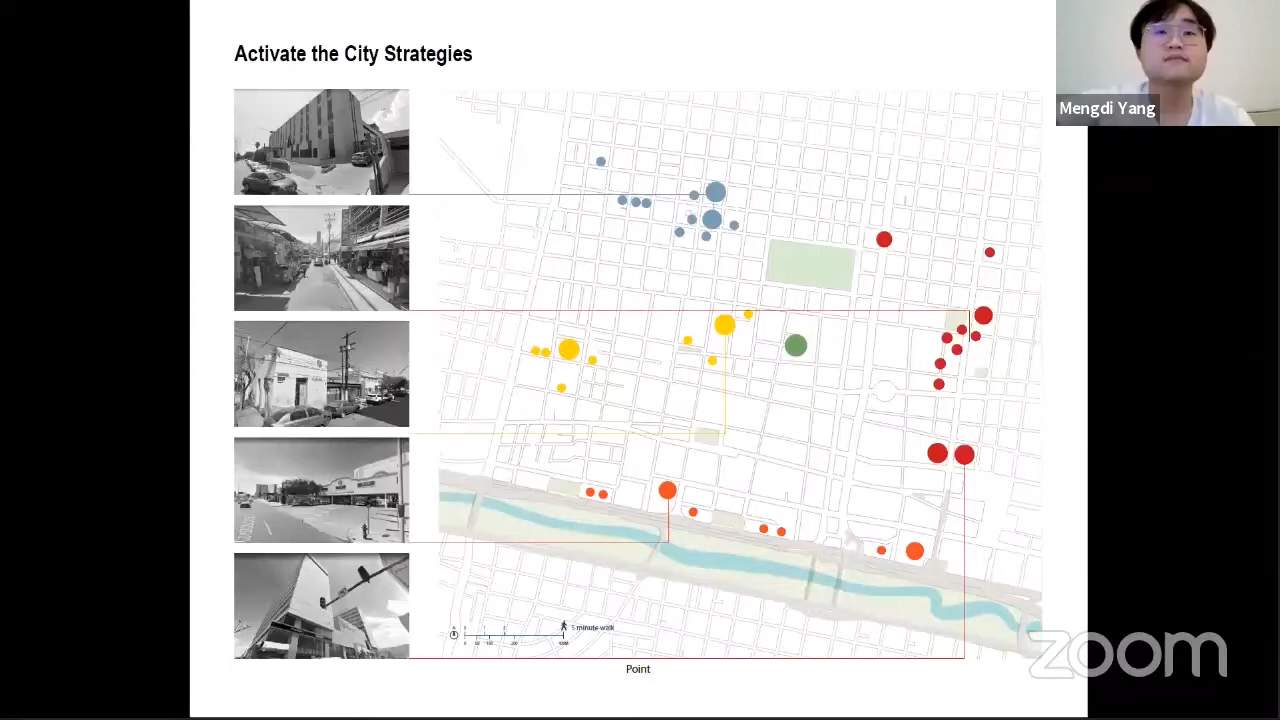 Activate the City Strategies
Mengdi Yang
5 minute walk
Point
zoom